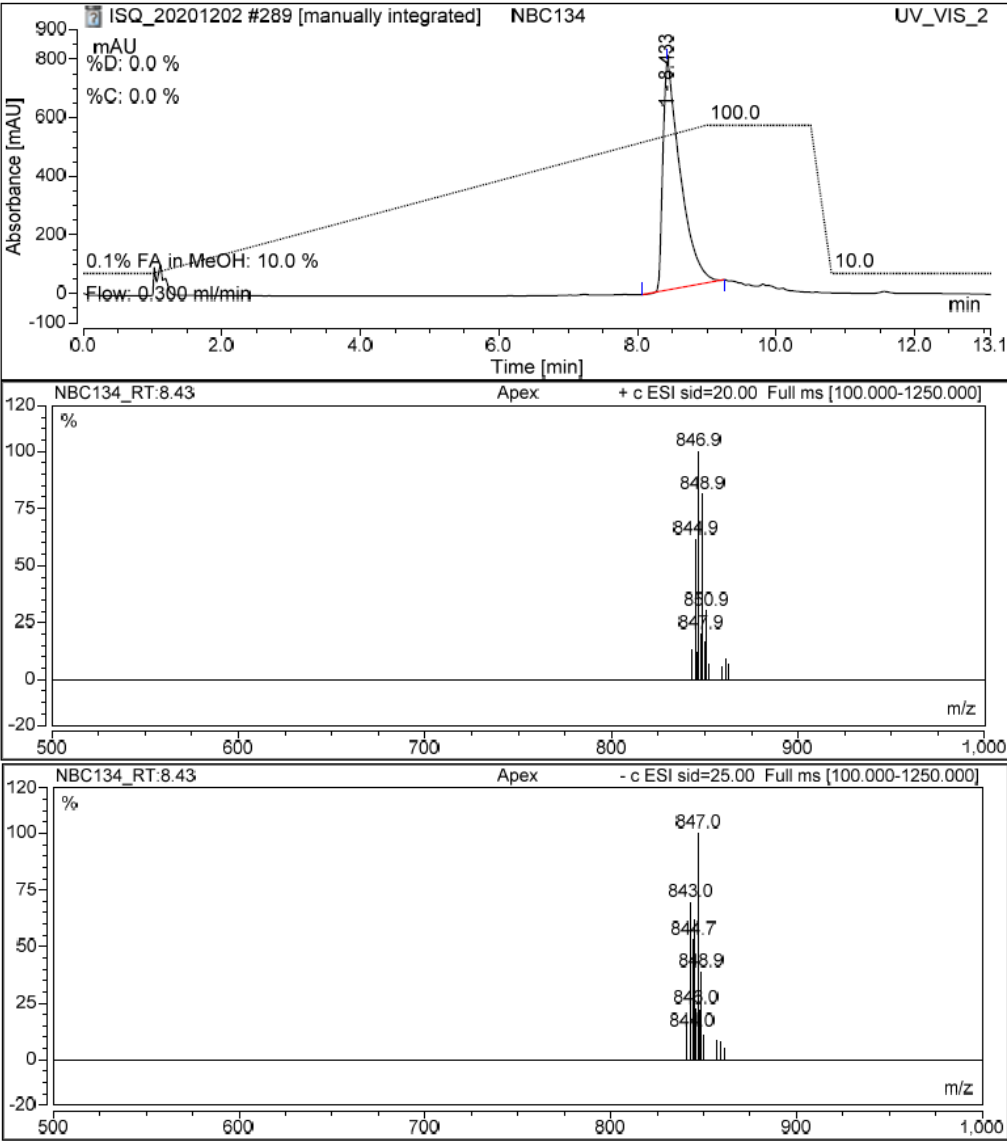 ISQ_20201202 #289 [manually integrated] NBC134 UV_VIS_2
900
mAU
800
%D: 0.0 %
%C: 0.0 %
1 - 8.433
600
100.0
400
200
0.1% FA in MeOH: 10.0 %
10.0
0
Flow: 0.300 ml/min
min
-100
0.0 2.0 4.0 6.0 8.0 10.0 12.0 13.1
Time [min]
Absorbance [mAU]
NBC134_RT:8.43 Apex + c ESI sid=20.00 Full ms [100.000-1250.000]
120
%
100
846.9
848.9
75
844.9
50
850.9
25
847.9
0
m/z
-20
500 600 700 800 900 1,000
NBC134_RT:8.43 Apex - c ESI sid=25.00 Full ms [100.000-1250.000]
120
%
100
847.0
75
843.0
844.7
50
848.9
25
844.0
0
m/z
-20
500 600 700 800 900 1,000